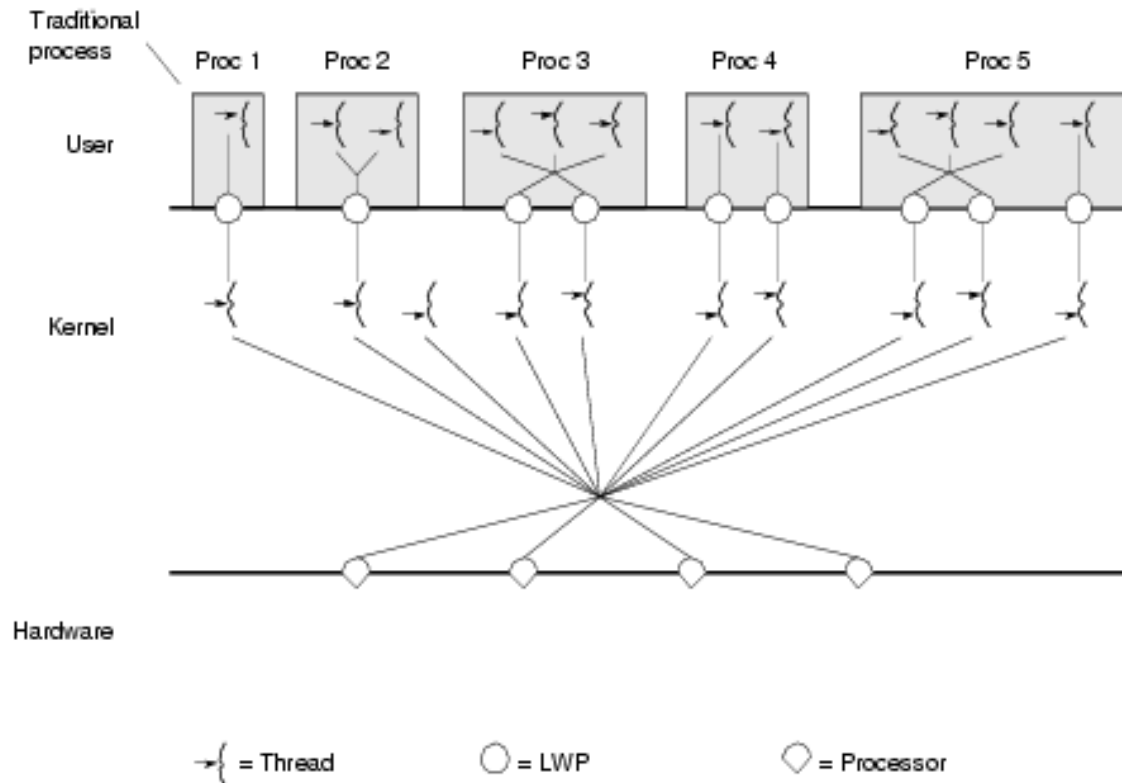 Traditional
process
Proc 1
Proc 2
Proc 3
Proc 4
Proc 5
User
Kernel
Hardware
= Thread
= LWP
= Processor